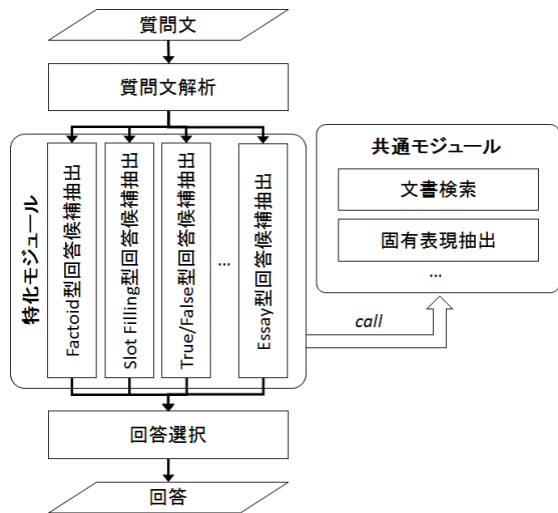 質問文
質問文解析
特化モジュール
Factoid型回答候補抽出
Slot Filling型回答候補抽出
True/False型回答候補抽出
...
Essay型回答候補抽出
共通モジュール
文書検索
固有表現抽出
...
call
回答選択
回答